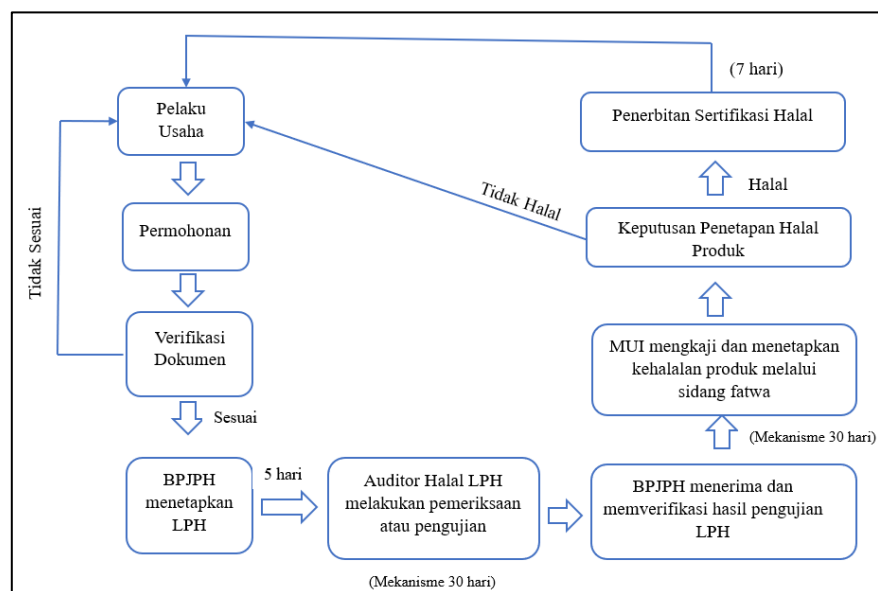 Pelaku
Usaha
Permohonan
Verifikasi
Dokumen
Tidak Sesuai
Sesuai
BPJPH
menetapkan
LPH
5 hari
Auditor Halal LPH
melakukan pemeriksaan
atau pengujian
(Mekanisme 30 hari)
BPJPH menerima dan
memverifikasi hasil pengujian
LPH
(Mekanisme 30 hari)
MUI mengkaji dan menetapkan
kehalalan produk melalui
sidang fatwa
Keputusan Penetapan Halal
Produk
Tidak Halal
Halal
Penerbitan Sertifikasi Halal
(7 hari)